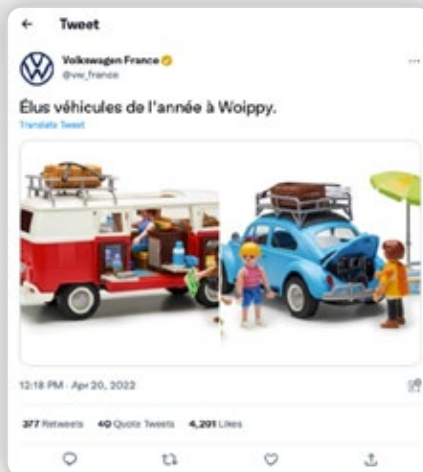 Tweet
Volkswagen France
@vw_france
Élus véhicules de l'année à Woippy.
Translate Tweet
12:18 PM · Apr 20, 2022
377 Retweets 40 Quote Tweets 4,201 Likes